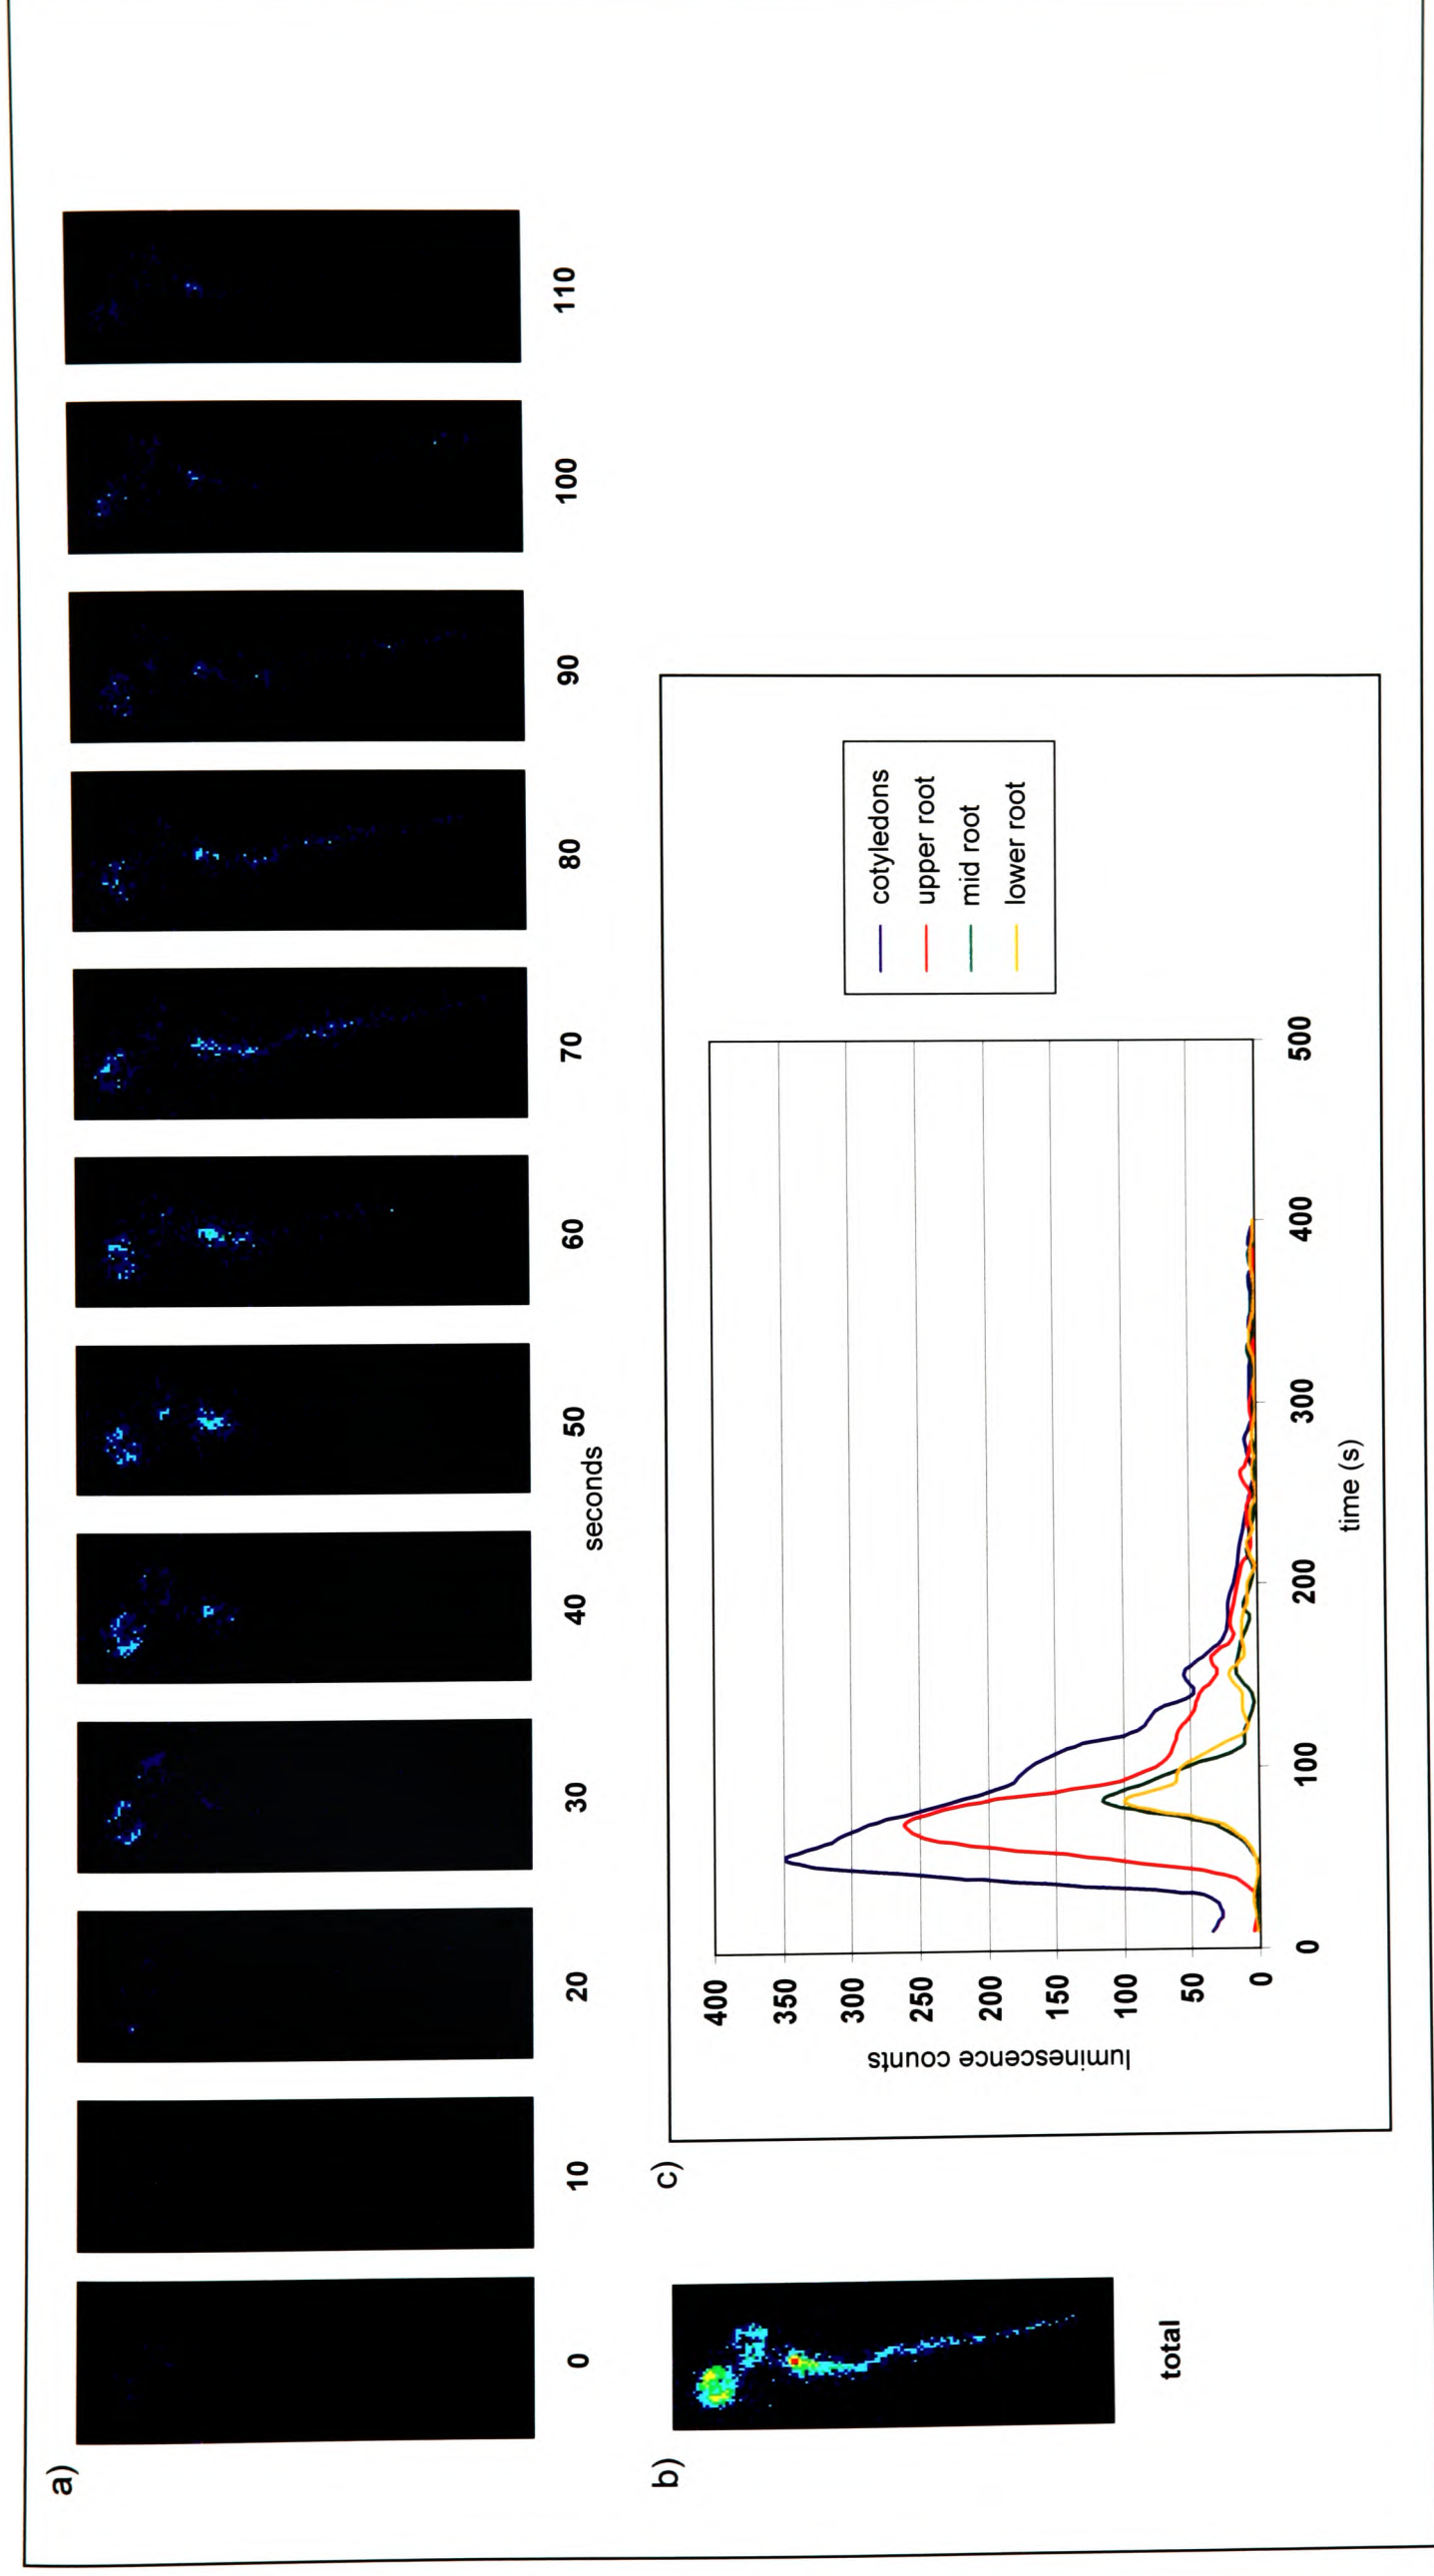 a)
0 10 20 30 40 50 60 70 80 90 100 110
seconds
b)
total
c)
luminescence counts
400
350
300
250
200
150
100
50
0
0 100 200 300 400 500
time (s)
cotyledons
upper root
mid root
lower root